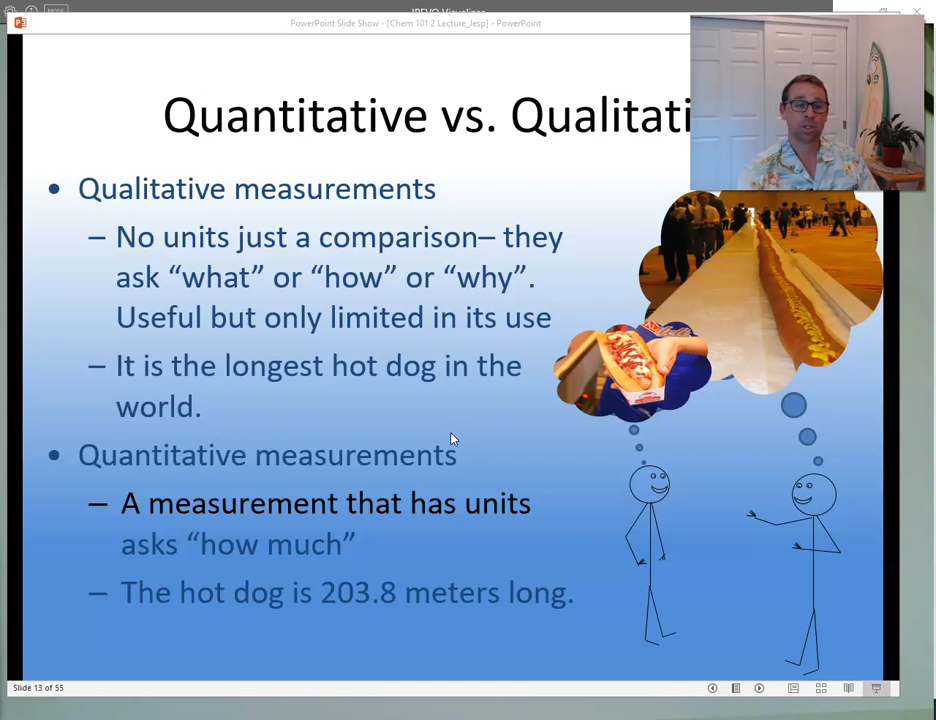 PowerPoint Slide Show - [Chem 101 2 Lecture_Jesp] - PowerPoint
Quantitative vs. Qualitati
• Qualitative measurements
– No units just a comparison– they
ask “what” or “how” or “why”.
Useful but only limited in its use
– It is the longest hot dog in the
world.
• Quantitative measurements
– A measurement that has units
asks “how much”
– The hot dog is 203.8 meters long.
Slide 13 of 55